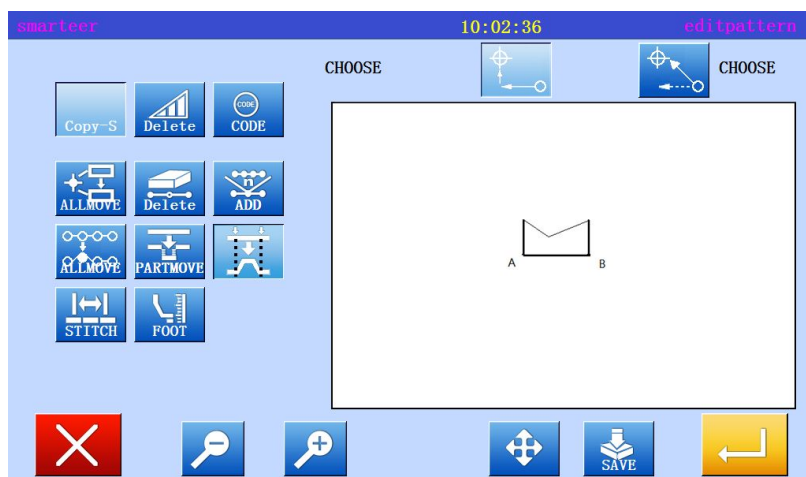 smarteer 10:02:36 editpattern
CHOOSE CHOOSE
Copy-S Delete CODE CODE
ALLMOVE Delete n ADD
ALLMOVE PARTMOVE
A B
STITCH FOOT
SAVE